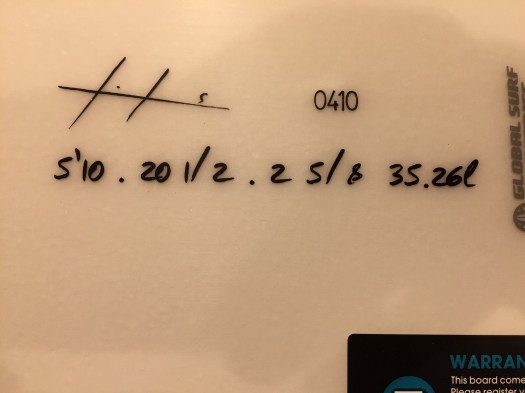 0410
5'10 . 20 1/2 . 2 5/8 35.26l
GLOBAL SURF
WARRAN
This board come
Please register y